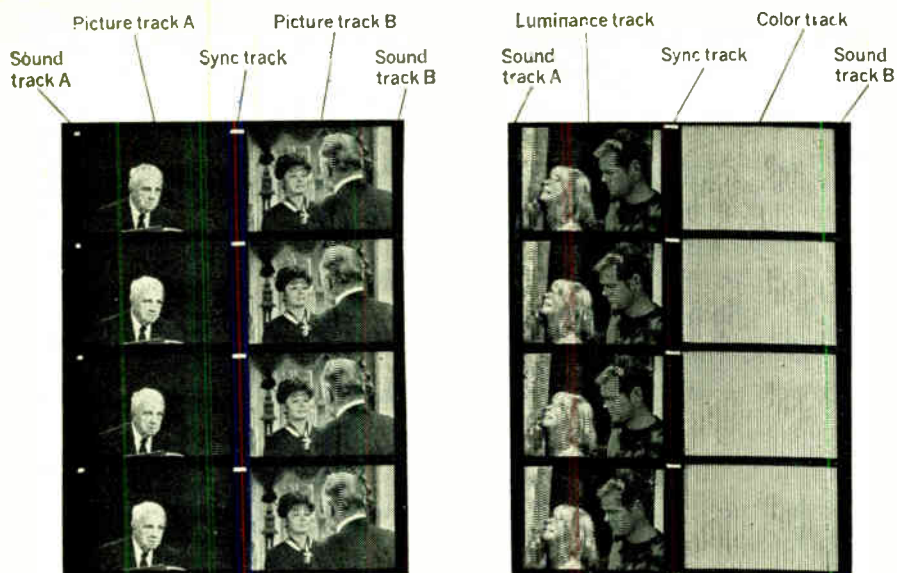 Picture track A
Picture track B
Sound
track A
Sync track
Sound
track B
Luminance track
Color track
Sound
track A
Sync track
Sound
track B